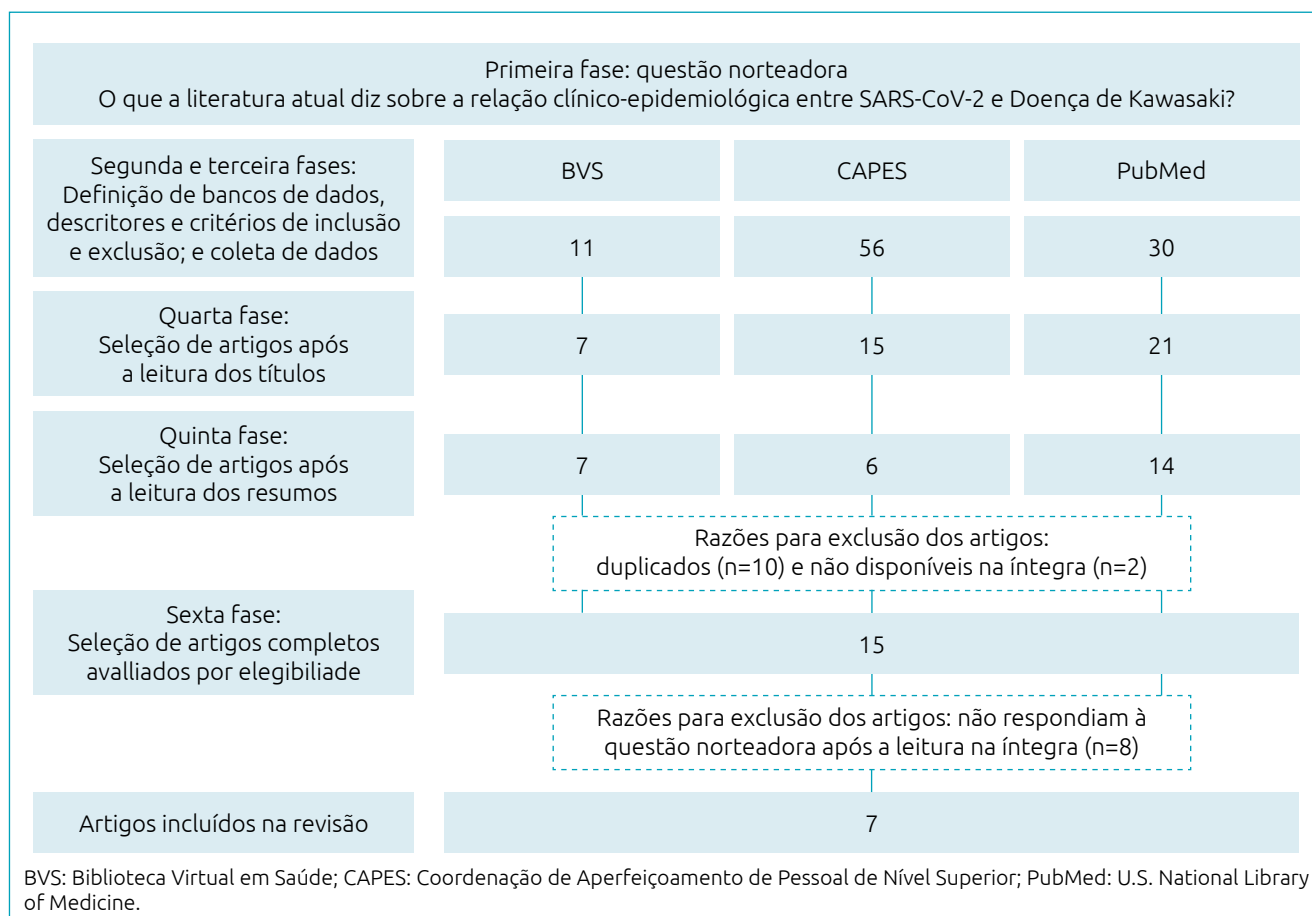 Primeira fase: questão norteadora
O que a literatura atual diz sobre a relação clínico-epidemiológica entre SARS-CoV-2 e Doença de Kawasaki?
Segunda e terceira fases:
Definição de bancos de dados,
descritores e critérios de inclusão
e exclusão; e coleta de dados
BVS
CAPES
PubMed
11
56
30
Quarta fase:
Seleção de artigos após
a leitura dos títulos
7
15
21
Quinta fase:
Seleção de artigos após
a leitura dos resumos
7
6
14
Razões para exclusão dos artigos:
duplicados (n=10) e não disponíveis na íntegra (n=2)
Sexta fase:
Seleção de artigos completos
avalliados por elegibiliade
15
Razões para exclusão dos artigos: não respondiam à
questão norteadora após a leitura na íntegra (n=8)
Artigos incluídos na revisão
7
BVS: Biblioteca Virtual em Saúde; CAPES: Coordenação de Aperfeiçoamento de Pessoal de Nível Superior; PubMed: U.S. National Library
of Medicine.